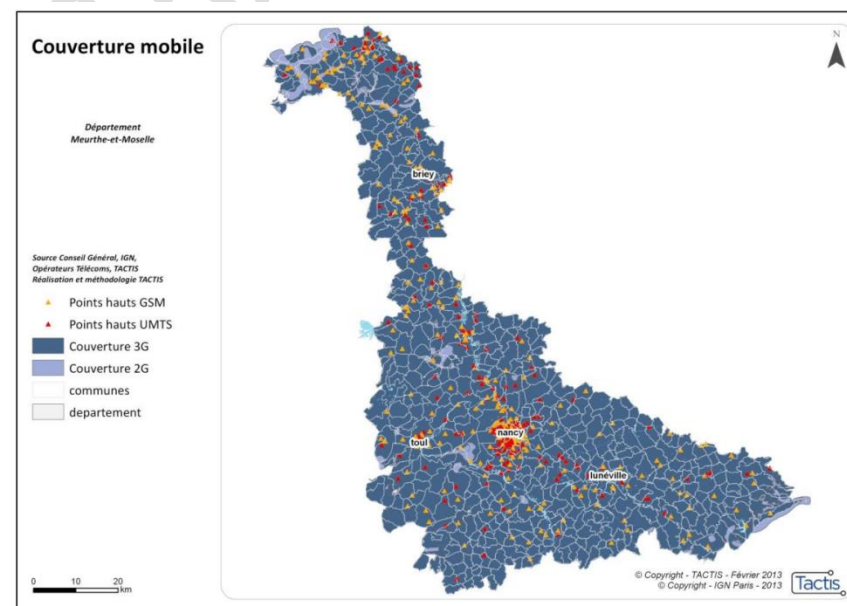 Couverture mobile
N
Département
Meurthe-et-Moselle
briey
Source Conseil Général, IGN,
Opérateurs Télécoms, TACTIS
Réalisation et méthodologie TACTIS
Points hauts GSM
Points hauts UMTS
Couverture 3G
Couverture 2G
communes
departement
toul
nancy
lunéville
0 10 20
km
© Copyright - TACTIS - Février 2013
© Copyright - IGN Paris - 2013
Tactis